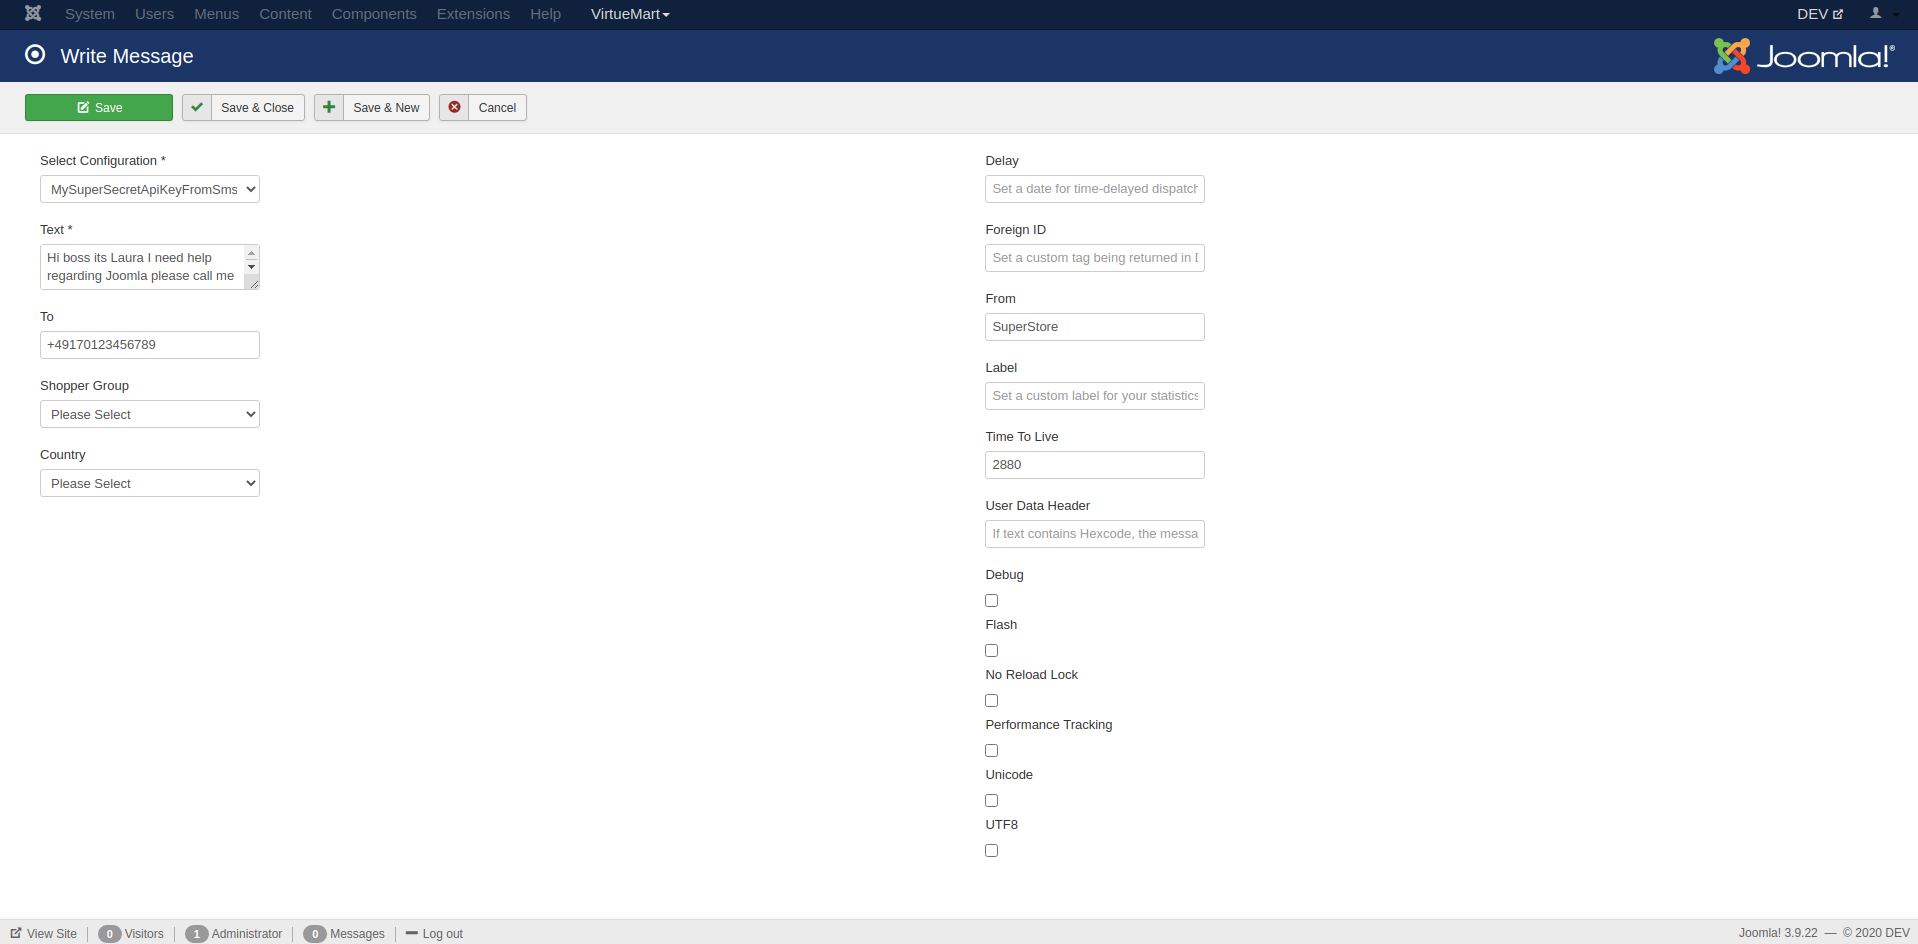 System Users Menus Content Components Extensions Help VirtueMart DEV
Write Message Joomla!®
Save Save & Close Save & New Cancel
Select Configuration *
MySuperSecretApiKeyFromSms
Text *
Hi boss its Laura I need help
regarding Joomla please call me
To
+49170123456789
Shopper Group
Please Select
Country
Please Select
Delay
Set a date for time-delayed dispatch
Foreign ID
Set a custom tag being returned in
From
SuperStore
Label
Set a custom label for your statistics
Time To Live
2880
User Data Header
If text contains Hexcode, the messa
Debug
Flash
No Reload Lock
Performance Tracking
Unicode
UTF8
View Site 0 Visitors 1 Administrator 0 Messages Log out Joomla! 3.9.22 — © 2020 DEV